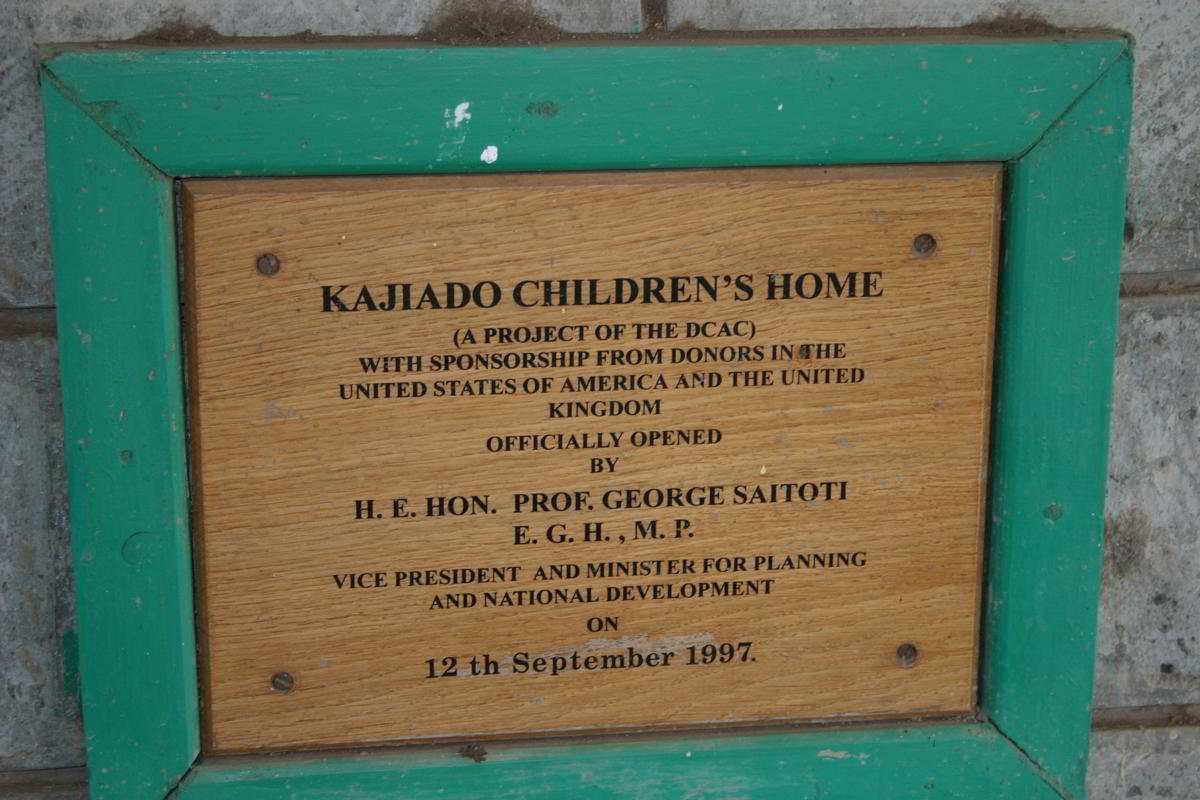 KAJIADO CHILDREN'S HOME
(A PROJECT OF THE DCAC)
WITH SPONSORSHIP FROM DONORS IN THE
UNITED STATES OF AMERICA AND THE UNITED
KINGDOM
OFFICIALLY OPENED
BY
H. E. HON. PROF. GEORGE SAITOTI
E. G. H. , M. P.
VICE PRESIDENT AND MINISTER FOR PLANNING
AND NATIONAL DEVELOPMENT
ON
12 th September 1997.